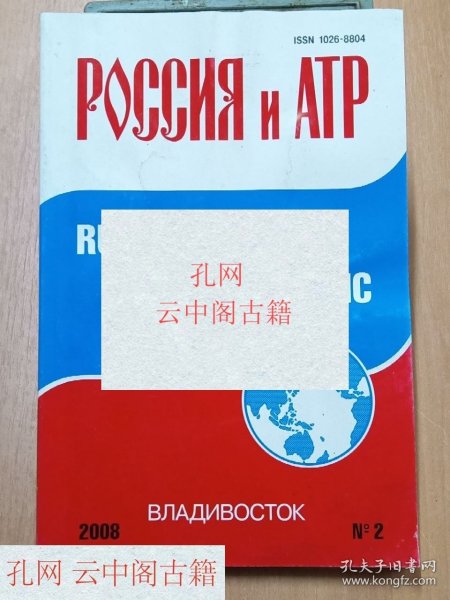 ISSN 1026-8804
РОССИЯ и АТР
孔网
云中阁古籍
ВЛАДИВОСТОК
2008
№ 2
孔网 云中阁古籍
孔夫子旧书网
www.kongfz.com